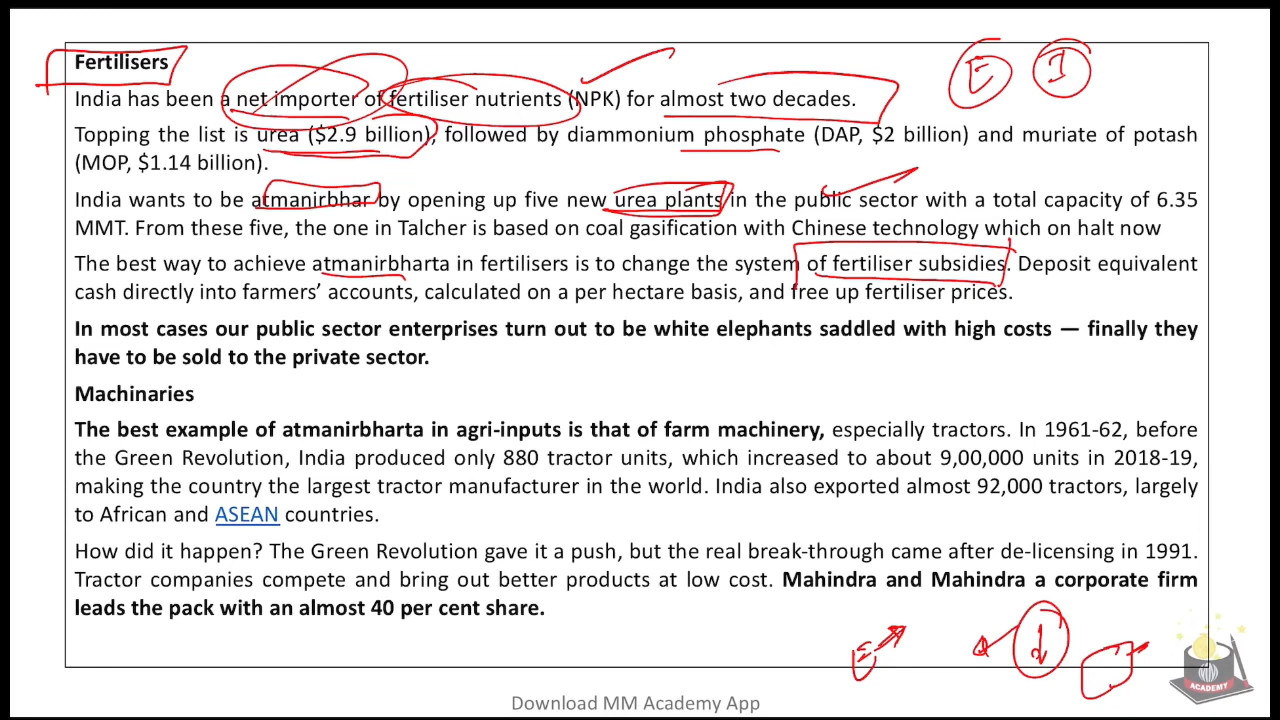 Fertilisers
E I
India has been a net importer of fertiliser nutrients (NPK) for almost two decades.
Topping the list is urea ($2.9 billion), followed by diammonium phosphate (DAP, $2 billion) and muriate of potash
(MOP, $1.14 billion).
India wants to be atmanirbhar by opening up five new urea plants in the public sector with a total capacity of 6.35
MMT. From these five, the one in Talcher is based on coal gasification with Chinese technology which on halt now
The best way to achieve atmanirbharta in fertilisers is to change the system of fertiliser subsidies. Deposit equivalent
cash directly into farmers’ accounts, calculated on a per hectare basis, and free up fertiliser prices.
In most cases our public sector enterprises turn out to be white elephants saddled with high costs — finally they
have to be sold to the private sector.
Machinaries
The best example of atmanirbharta in agri-inputs is that of farm machinery, especially tractors. In 1961-62, before
the Green Revolution, India produced only 880 tractor units, which increased to about 9,00,000 units in 2018-19,
making the country the largest tractor manufacturer in the world. India also exported almost 92,000 tractors, largely
to African and ASEAN countries.
How did it happen? The Green Revolution gave it a push, but the real break-through came after de-licensing in 1991.
Tractor companies compete and bring out better products at low cost. Mahindra and Mahindra a corporate firm
leads the pack with an almost 40 per cent share.
ACADEMY
Download MM Academy App